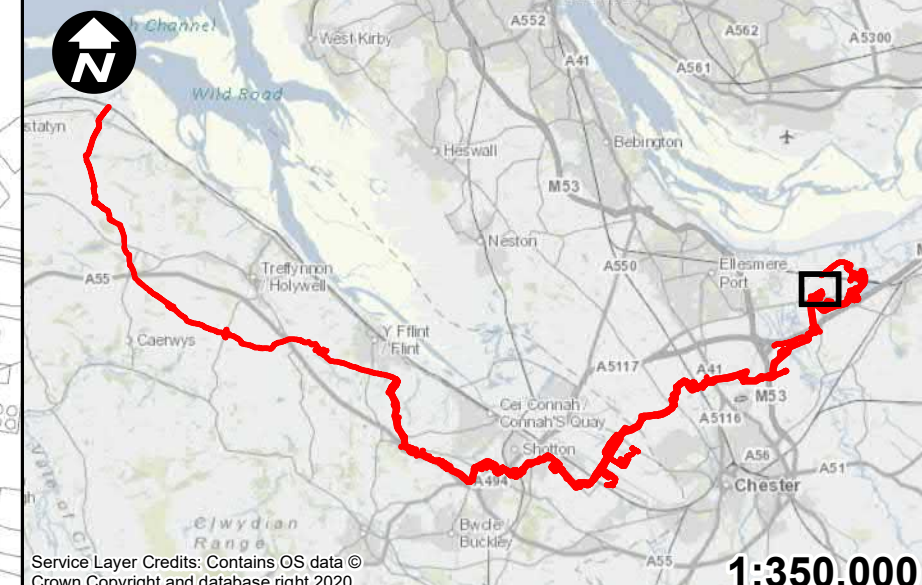 N
h Channel
West Kirby
A552
A562
A5300
A41
A561
Wild Road
statyn
Heswall
Bebington
M53
Neston
A550
Ellesmere
Port
Treffynnon
/Holywell
A55
Caerwys
Y Fflint
/Flint
A5117
A41
M53
Cei Connah /
Connah'S Quay
A5116
Shotton
A56
A51
A494
Chester
Clwydian
Range
Bwcle
Buckley
A55
Service Layer Credits: Contains OS data ©
Crown Copyright and database right 2020
1:350,000